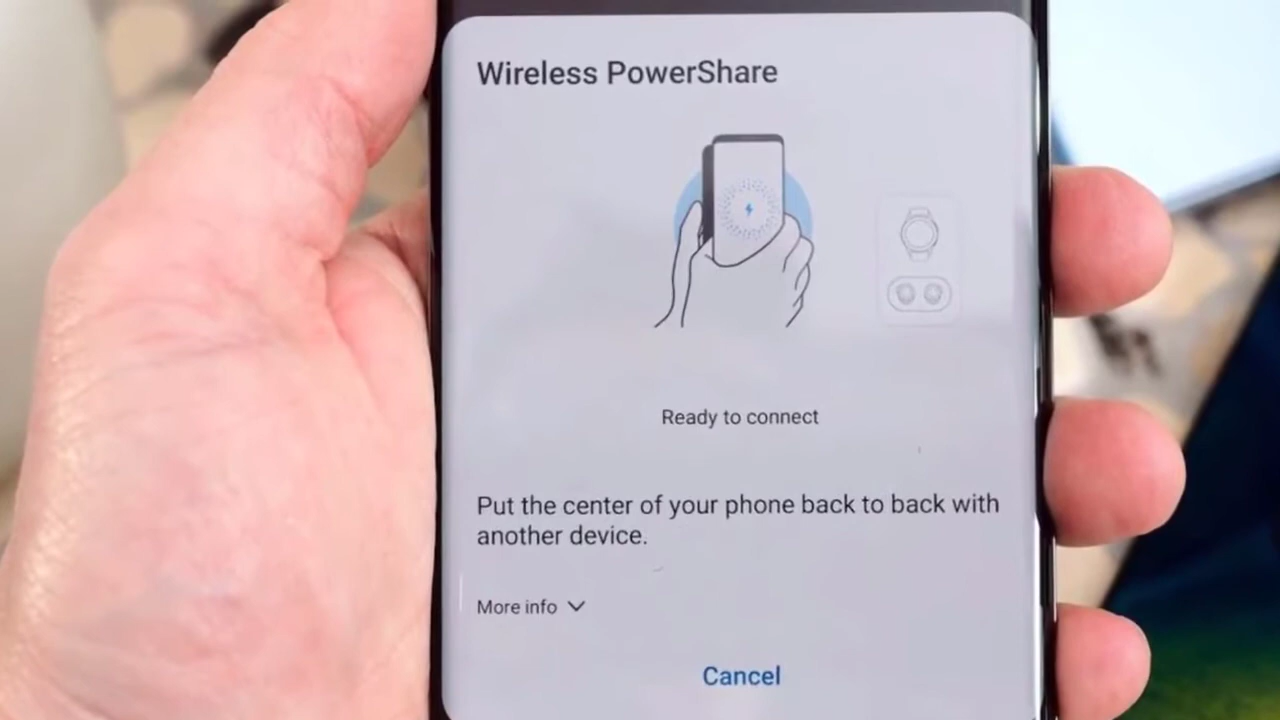 Wireless PowerShare
Ready to connect
Put the center of your phone back to back with
another device.
More info
Cancel